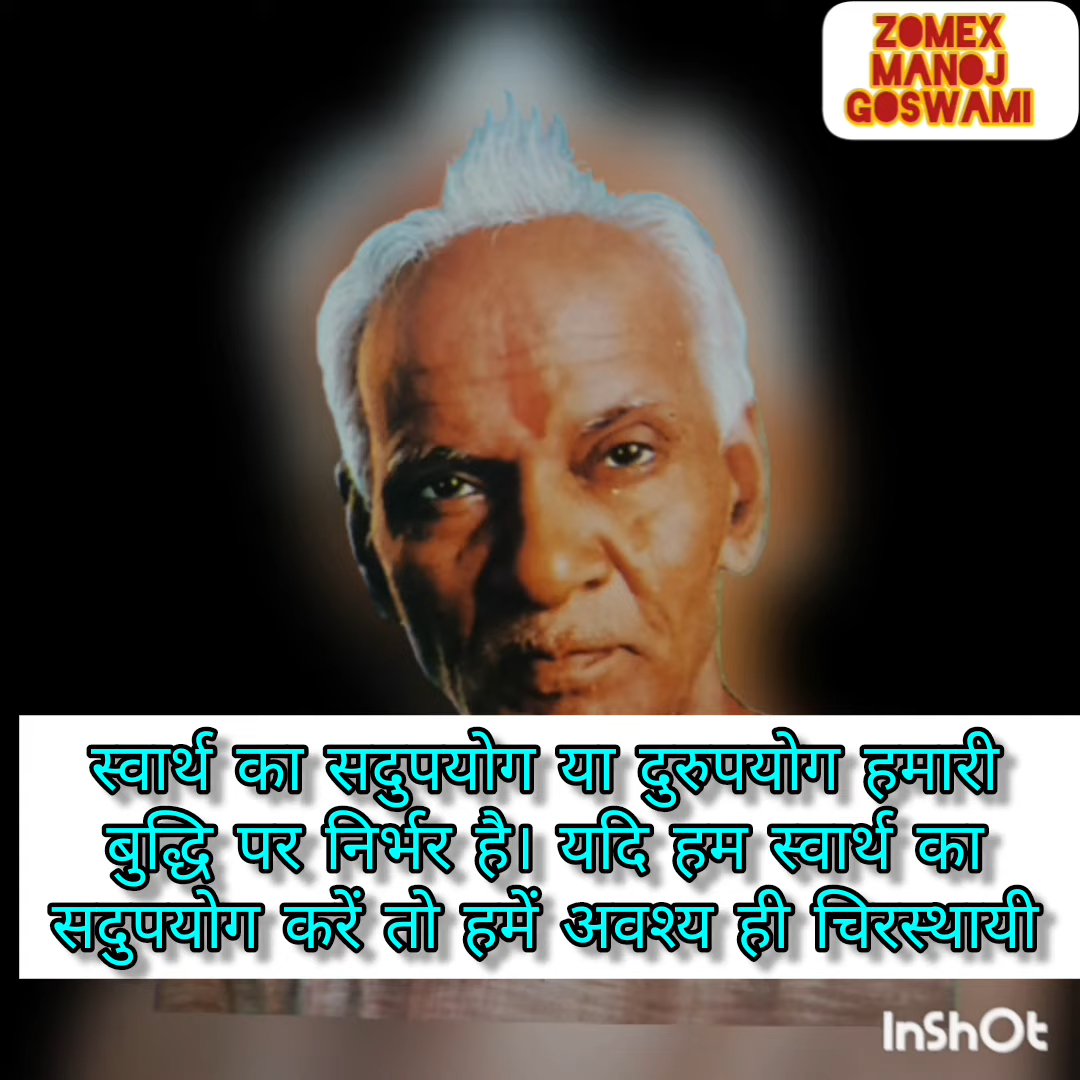 ZOMEX
MANOJ
GOSWAMI
स्वार्थ का सदुपयोग या दुरुपयोग हमारी
बुद्धि पर निर्भर है। यदि हम स्वार्थ का
सदुपयोग करें तो हमें अवश्य ही चिरस्थायी
InShOt